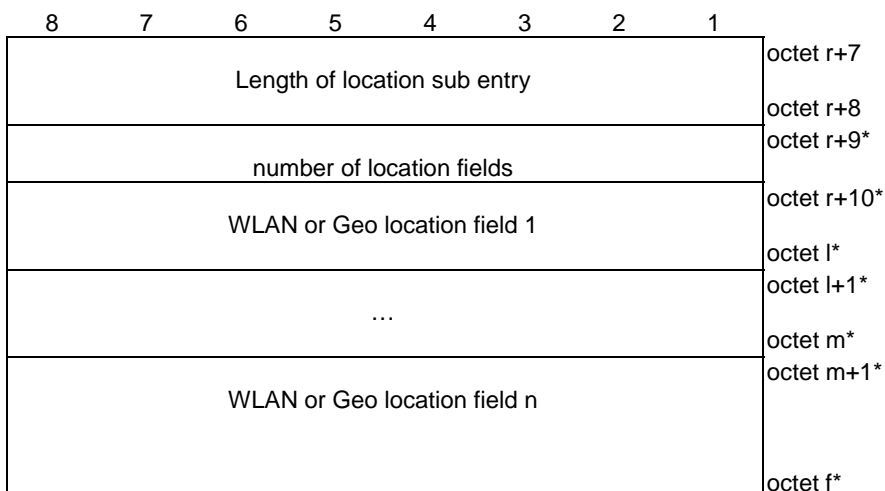 8 7 6 5 4 3 2 1
octet r+7
Length of location sub entry
octet r+8
octet r+9*
number of location fields
octet r+10*
WLAN or Geo location field 1
octet l*
octet l+1*
…
octet m*
octet m+1*
WLAN or Geo location field n
octet f*